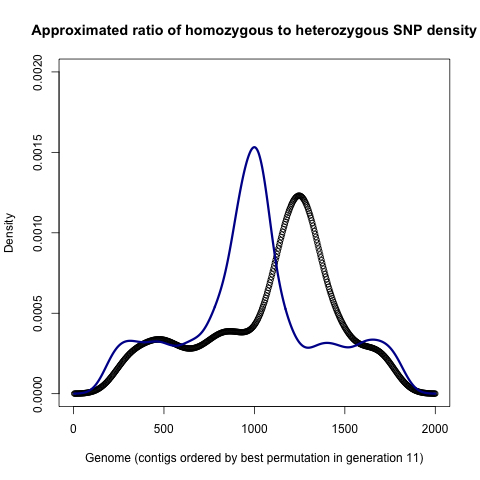 Approximated ratio of homozygous to heterozygous SNP density
0.0020
0.0015
0.0010
0.0005
0.0000
Density
0 500 1000 1500 2000
Genome (contigs ordered by best permutation in generation 11)